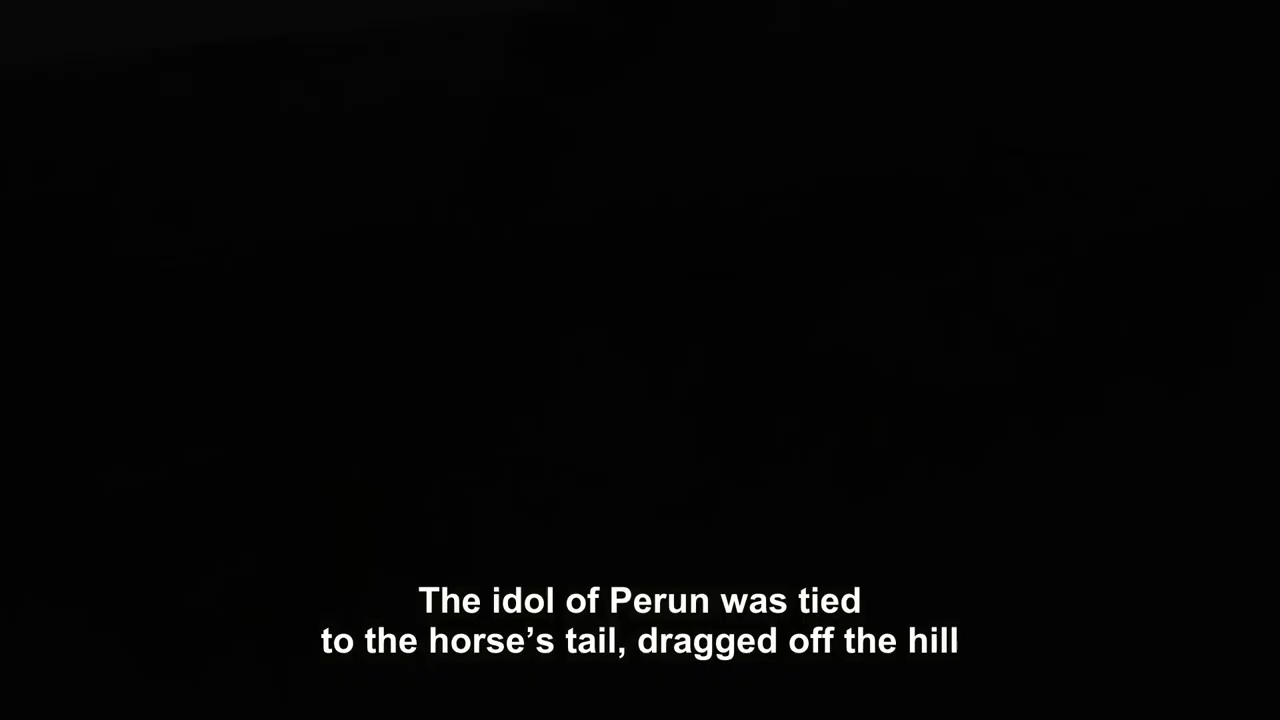 The idol of Perun was tied
to the horse’s tail, dragged off the hill